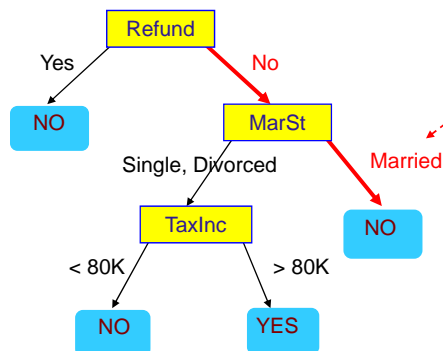 Refund
Yes
No
NO
MarSt
Single, Divorced
Married
TaxInc
NO
< 80K
> 80K
NO
YES